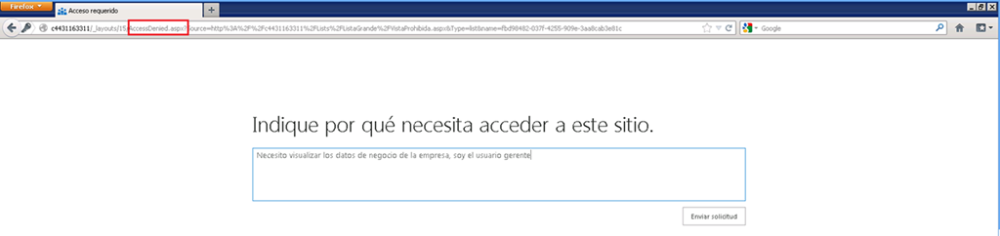 Firefox
Acceso requerido
c4431163311/_layouts/15/AccessDenied.aspx?Source=http%3A%2F%2Fc4431163311%2FLists%2FListaGrande%2FVistaProhibida.aspx&Type=list&name=fbd98482-037f-4255-909e-3aa8cab3e81c
Google
Indique por qué necesita acceder a este sitio.
Necesito visualizar los datos de negocio de la empresa, soy el usuario gerente
Enviar solicitud